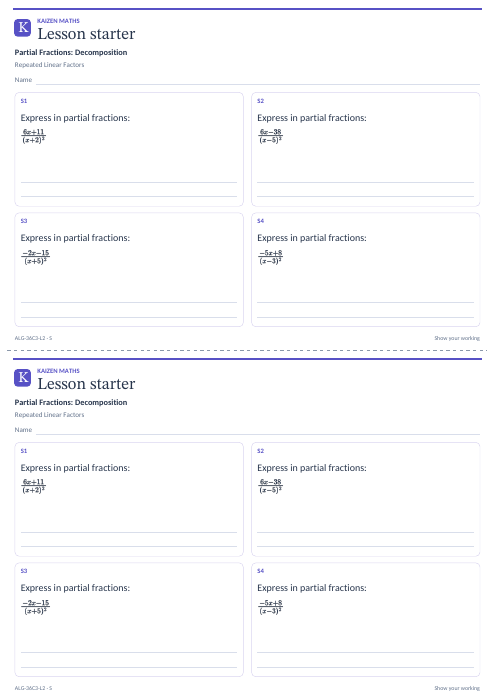 K
KAIZEN MATHS
Lesson starter
Partial Fractions: Decomposition
Repeated Linear Factors
Name
S1
Express in partial fractions:
(6x+11)/(x+2)²
S2
Express in partial fractions:
(6x−38)/(x−5)²
S3
Express in partial fractions:
(−2x−15)/(x+5)²
S4
Express in partial fractions:
(−5x+8)/(x−3)²
ALG-36C3-L2 · S
Show your working
K
KAIZEN MATHS
Lesson starter
Partial Fractions: Decomposition
Repeated Linear Factors
Name
S1
Express in partial fractions:
(6x+11)/(x+2)²
S2
Express in partial fractions:
(6x−38)/(x−5)²
S3
Express in partial fractions:
(−2x−15)/(x+5)²
S4
Express in partial fractions:
(−5x+8)/(x−3)²
ALG-36C3-L2 · S
Show your working